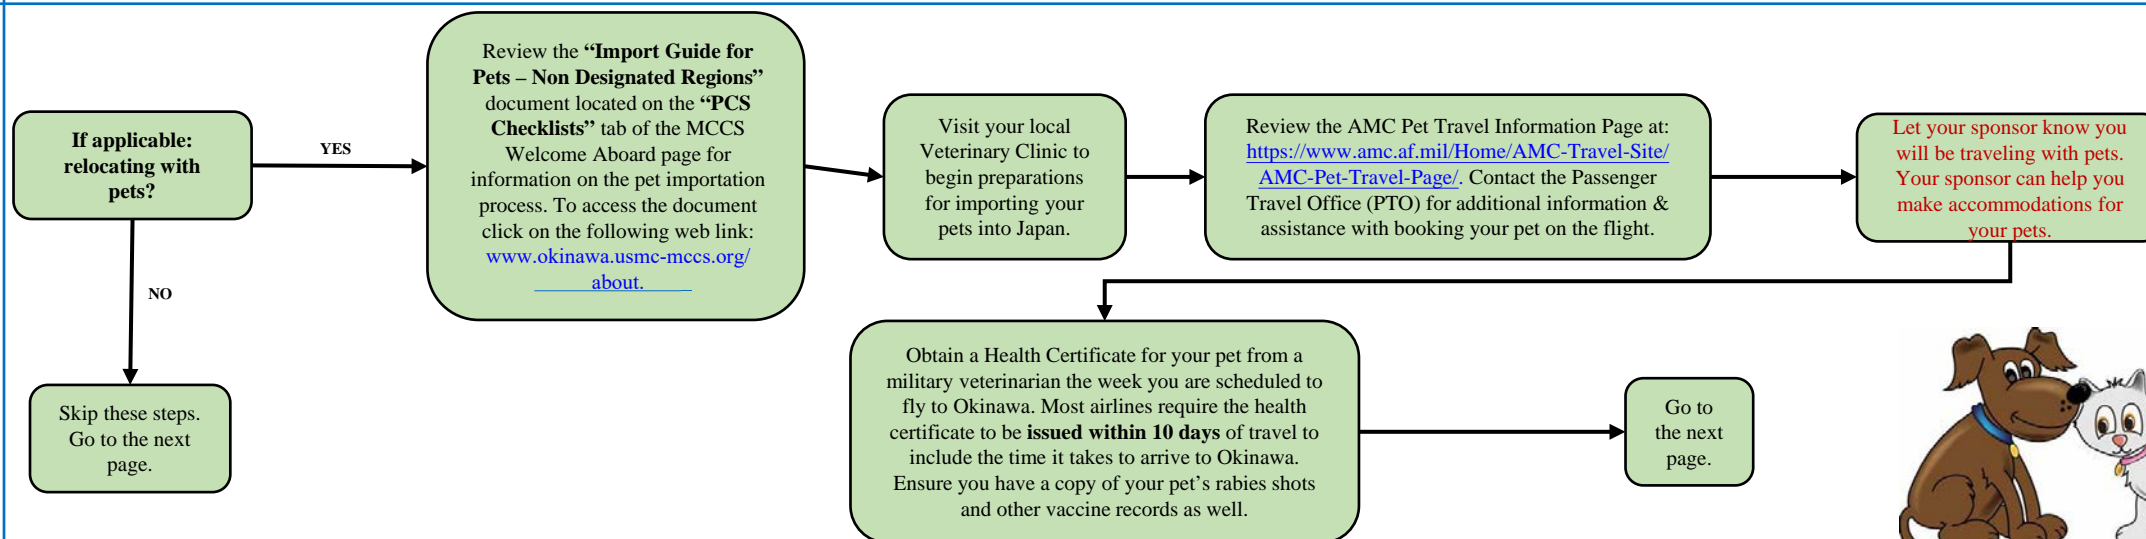 If applicable:
relocating with
pets?
YES
NO
Skip these steps.
Go to the next
page.
Review the “Import Guide for
Pets – Non Designated Regions”
document located on the “PCS
Checklists” tab of the MCCS
Welcome Aboard page for
information on the pet importation
process. To access the document
click on the following web link:
www.okinawa.usmc-mccs.org/
about.
Visit your local
Veterinary Clinic to
begin preparations
for importing your
pets into Japan.
Review the AMC Pet Travel Information Page at:
https://www.amc.af.mil/Home/AMC-Travel-Site/
AMC-Pet-Travel-Page/. Contact the Passenger
Travel Office (PTO) for additional information &
assistance with booking your pet on the flight.
Let your sponsor know you
will be traveling with pets.
Your sponsor can help you
make accommodations for
your pets.
Obtain a Health Certificate for your pet from a
military veterinarian the week you are scheduled to
fly to Okinawa. Most airlines require the health
certificate to be issued within 10 days of travel to
include the time it takes to arrive to Okinawa.
Ensure you have a copy of your pet’s rabies shots
and other vaccine records as well.
Go to
the next
page.